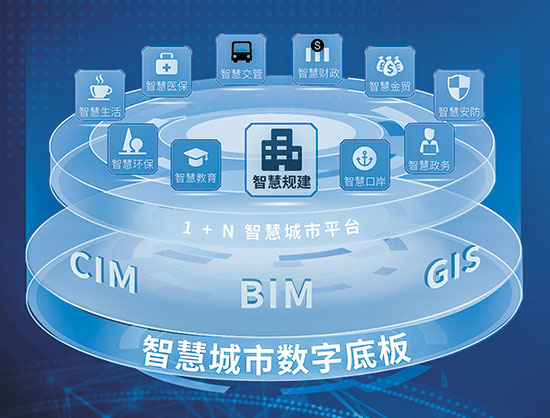 智慧生活
智慧医保
智慧交管
智慧财政
智慧金贸
智慧安防
智慧环保
智慧教育
智慧规建
智慧口岸
智慧政务
1 + N 智慧城市平台
CIM
BIM
GIS
智慧城市数字底板